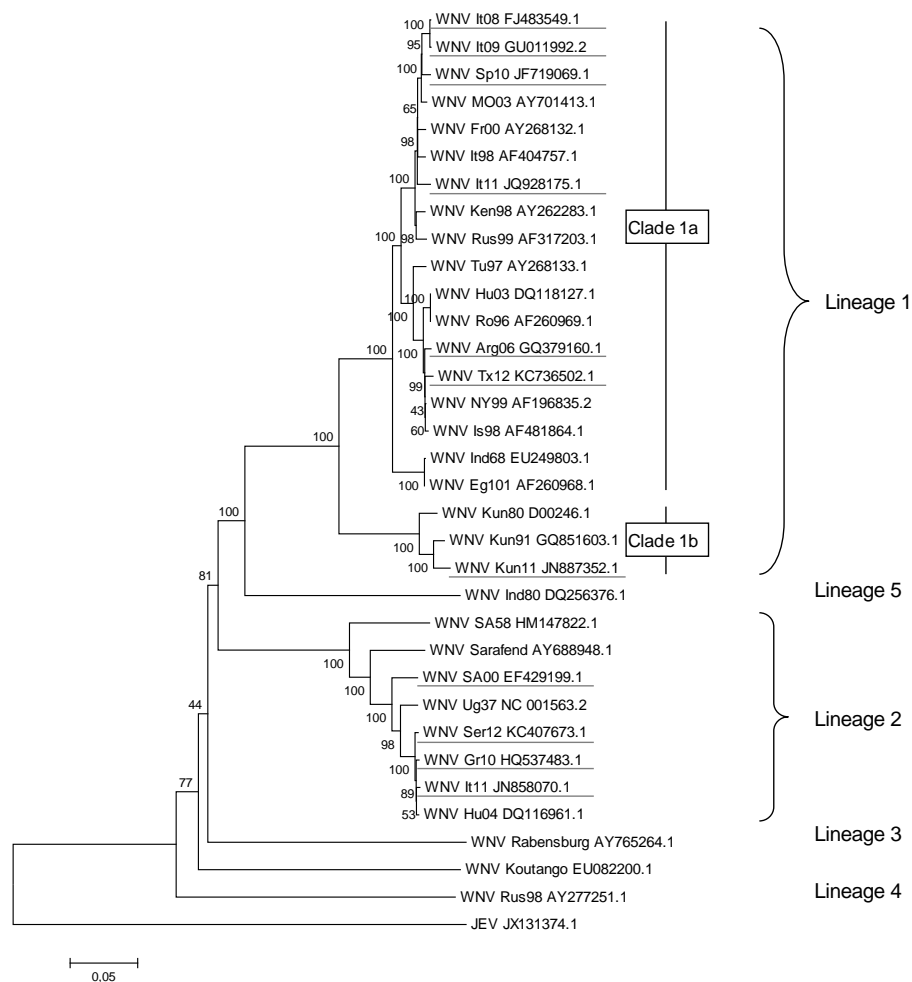 100
WNV It08 FJ483549.1
95
WNV It09 GU011992.2
100
WNV Sp10 JF719069.1
WNV MO03 AY701413.1
65
WNV Fr00 AY268132.1
98
WNV It98 AF404757.1
100
WNV It11 JQ928175.1
WNV Ken98 AY262283.1
Clade 1a
100
98
WNV Rus99 AF317203.1
WNV Tu97 AY268133.1
WNV Hu03 DQ118127.1
100
Lineage 1
100
WNV Ro96 AF260969.1
WNV Arg06 GQ379160.1
100
100
WNV Tx12 KC736502.1
99
WNV NY99 AF196835.2
43
WNV Is98 AF481864.1
60
100
WNV Ind68 EU249803.1
WNV Eg101 AF260968.1
100
WNV Kun80 D00246.1
100
WNV Kun91 GQ851603.1
Clade 1b
100
WNV Kun11 JN887352.1
100
81
WNV Ind80 DQ256376.1
Lineage 5
WNV SA58 HM147822.1
100
WNV Sarafend AY688948.1
100
WNV SA00 EF429199.1
44
WNV Ug37 NC 001563.2
100
Lineage 2
WNV Ser12 KC407673.1
98
WNV Gr10 HQ537483.1
100
77
WNV It11 JN858070.1
89
WNV Hu04 DQ116961.1
53
WNV Rabensburg AY765264.1
Lineage 3
WNV Koutango EU082200.1
WNV Rus98 AY277251.1
Lineage 4
JEV JX131374.1
0,05